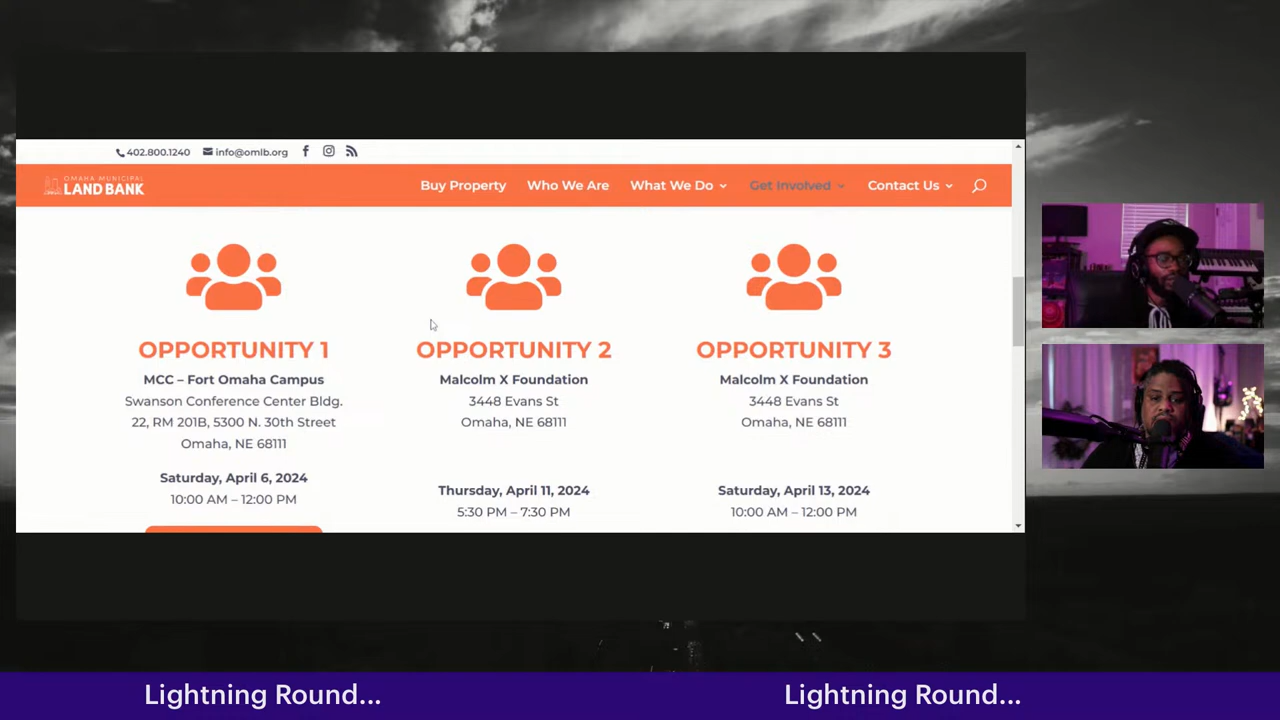 402.800.1240 info@omlb.org
OMAHA MUNICIPAL
LAND BANK
Buy Property Who We Are What We Do Get Involved Contact Us
OPPORTUNITY 1
MCC – Fort Omaha Campus
Swanson Conference Center Bldg.
22, RM 201B, 5300 N. 30th Street
Omaha, NE 68111
Saturday, April 6, 2024
10:00 AM – 12:00 PM
OPPORTUNITY 2
Malcolm X Foundation
3448 Evans St
Omaha, NE 68111
Thursday, April 11, 2024
5:30 PM – 7:30 PM
OPPORTUNITY 3
Malcolm X Foundation
3448 Evans St
Omaha, NE 68111
Saturday, April 13, 2024
10:00 AM – 12:00 PM
Lightning Round... Lightning Round...